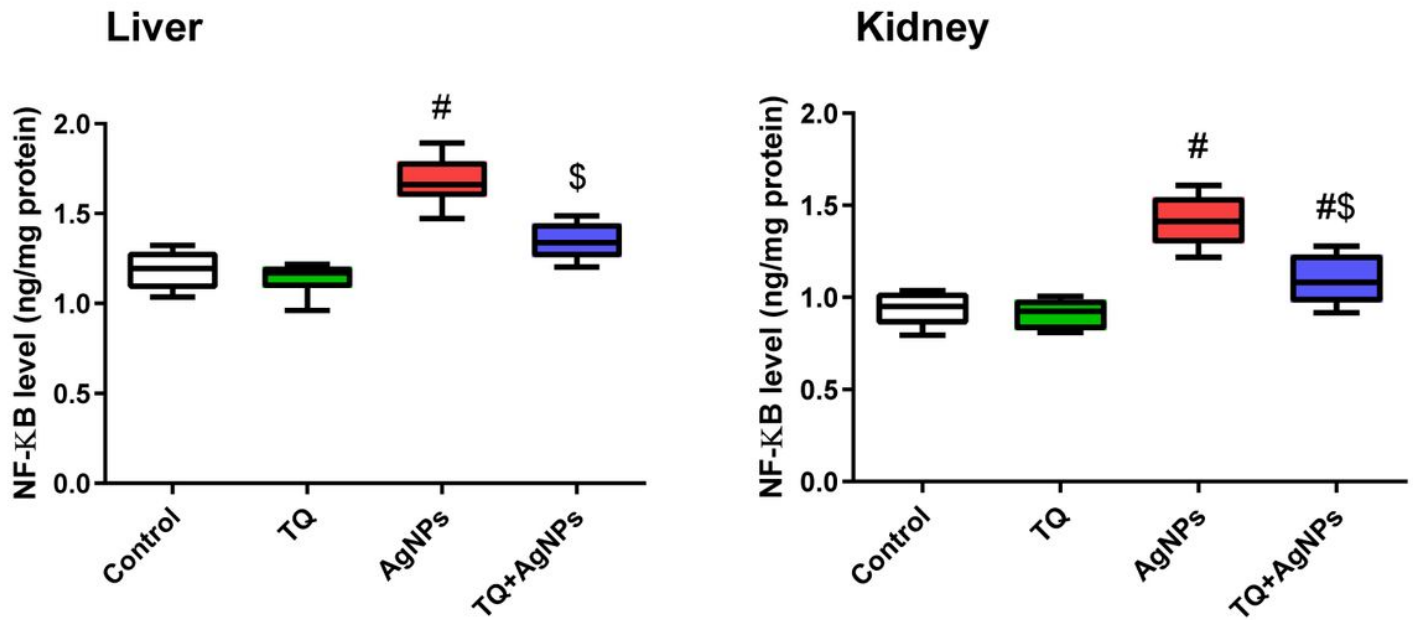 Liver
NF-KB level (ng/mg protein)
2.0
1.5
1.0
0.5
0.0
#
$
Control
TQ
AgNPs
TQ+AgNPs
Kidney
NF-KB level (ng/mg protein)
2.0
1.5
1.0
0.5
0.0
#
#$
Control
TQ
AgNPs
TQ+AgNPs